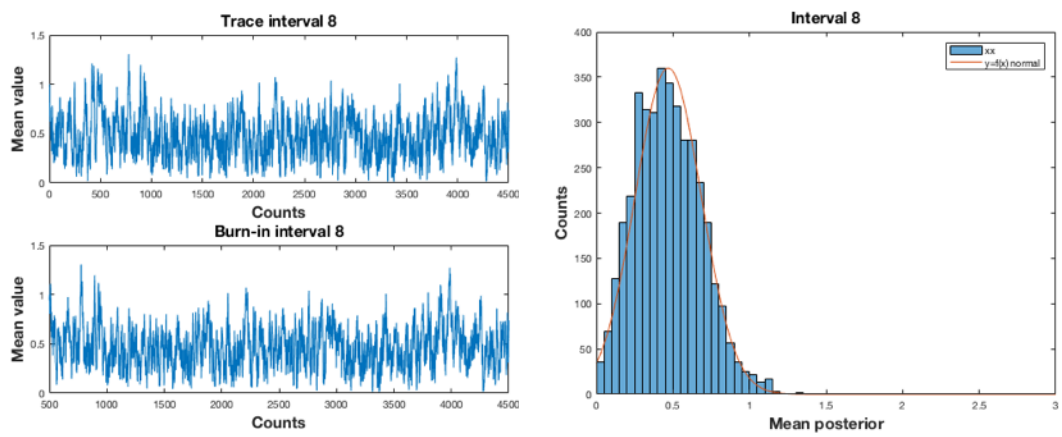 Trace interval 8
1.5
1
0.5
0
Mean value
0 500 1000 1500 2000 2500 3000 3500 4000 4500
Counts
Burn-in interval 8
1.5
1
0.5
0
Mean value
500 1000 1500 2000 2500 3000 3500 4000 4500
Counts
Interval 8
400
350
300
250
200
150
100
50
0
Counts
xx
y=f(x) normal
0 0.5 1 1.5 2 2.5 3
Mean posterior